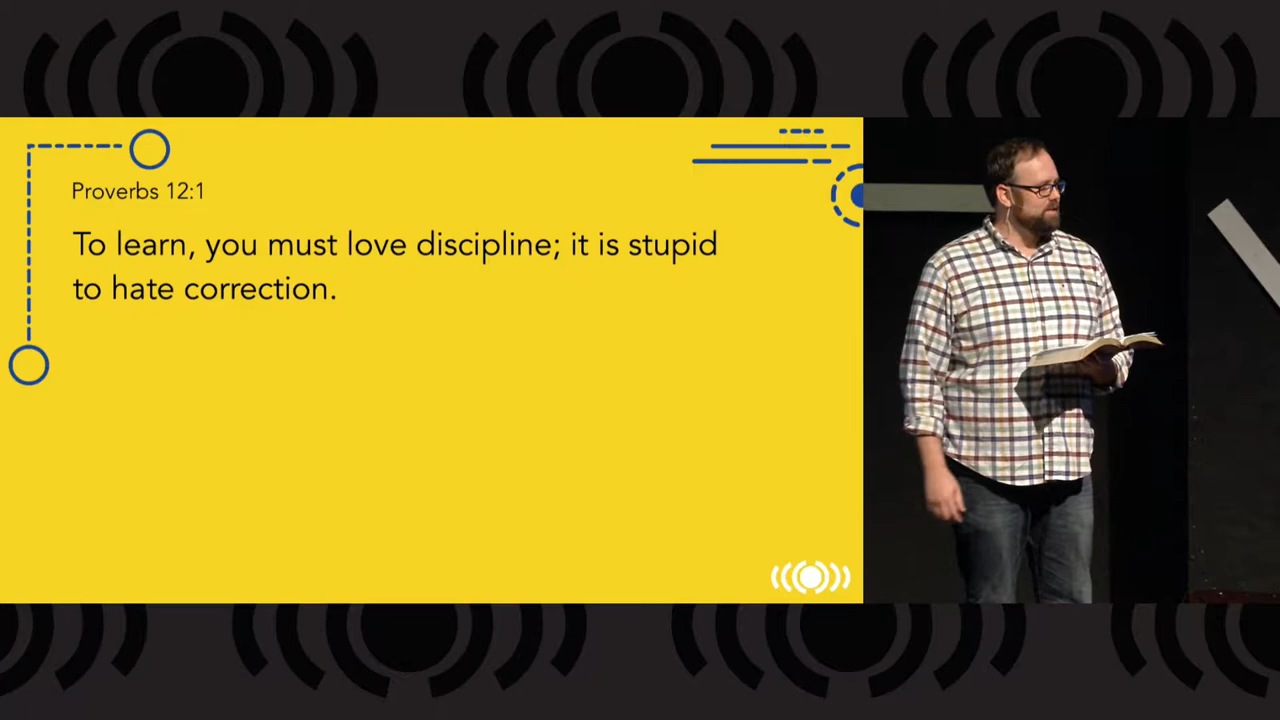 Proverbs 12:1
To learn, you must love discipline; it is stupid
to hate correction.